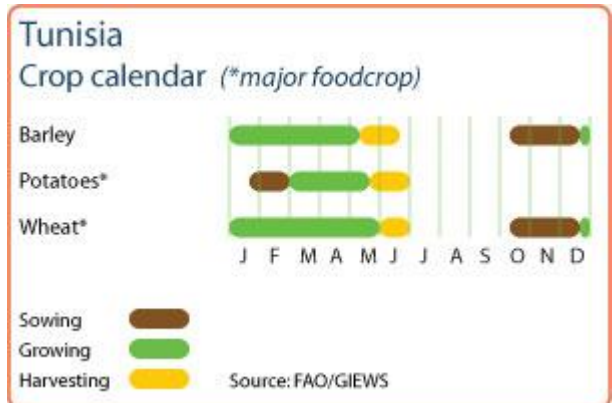 Tunisia
Crop calendar (*major foodcrop)
Barley
Potatoes*
Wheat*
J F M A M J J A S O N D
Sowing
Growing
Harvesting
Source: FAO/GIEWS